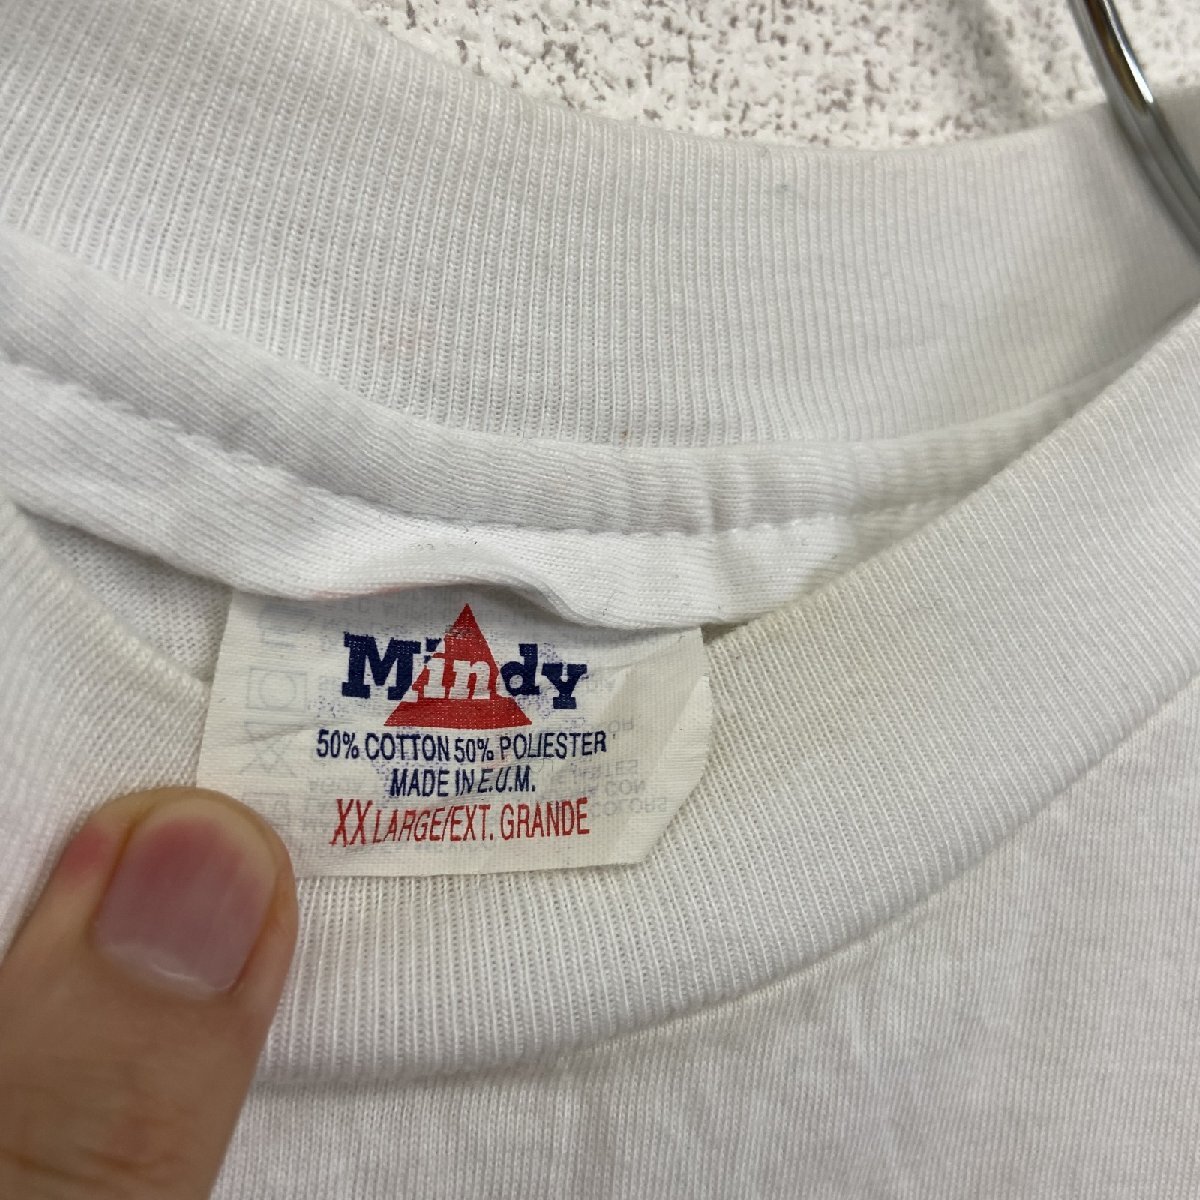 Mindy
50% COTTON 50% POLIESTER
MADE IN E.U.M.
XX LARGE/EXT. GRANDE